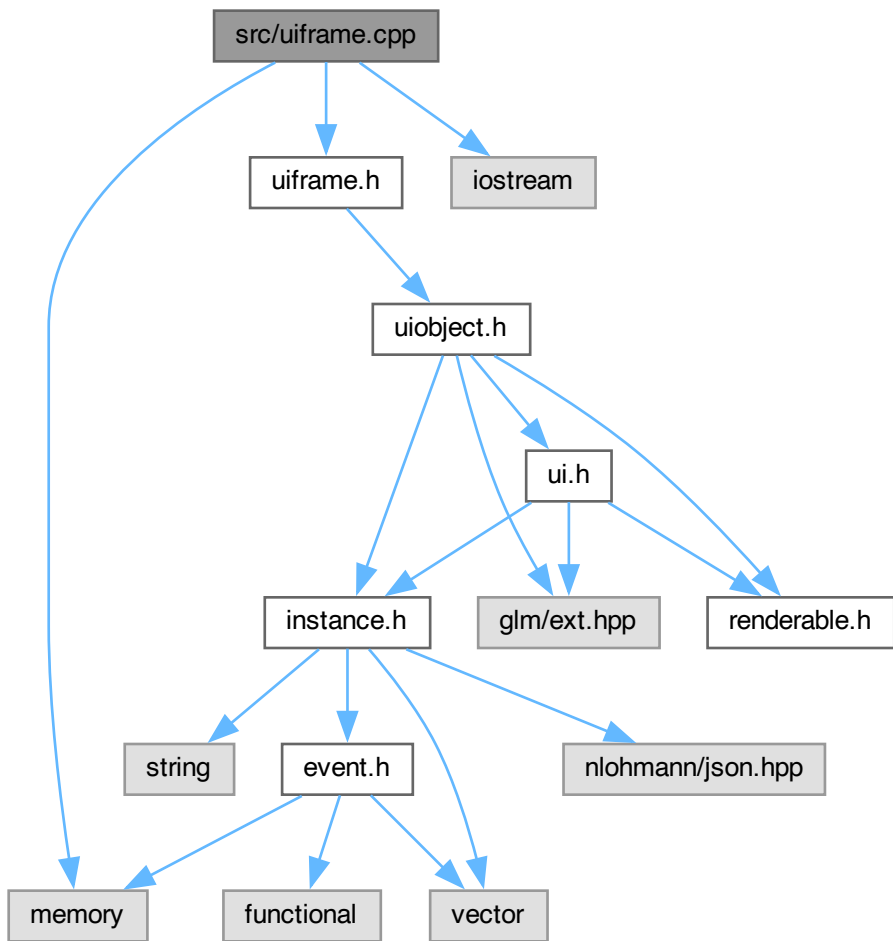 src/uiframe.cpp
uiframe.h
iostream
uiobject.h
ui.h
instance.h
glm/ext.hpp
renderable.h
string
event.h
nlohmann/json.hpp
memory
functional
vector